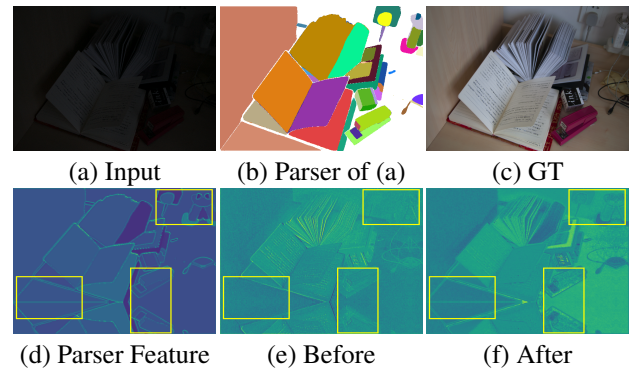 (a) Input
(b) Parser of (a)
(c) GT
(d) Parser Feature
(e) Before
(f) After